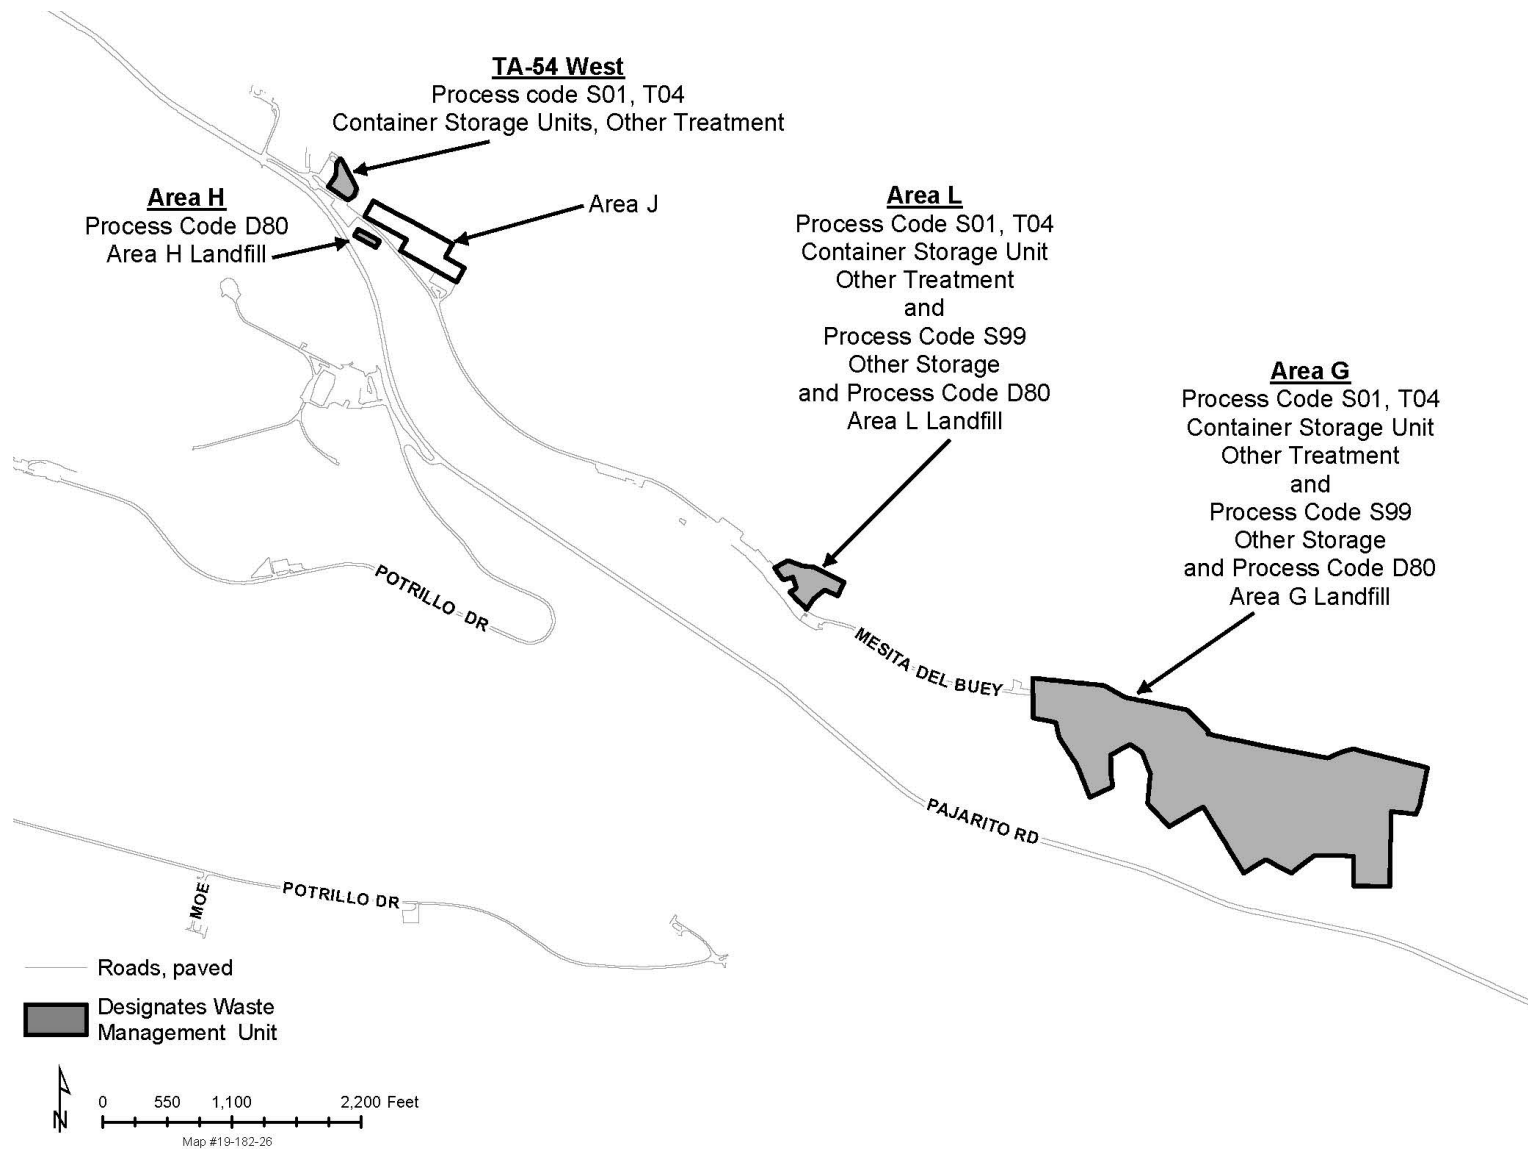 TA-54 West
Process code S01, T04
Container Storage Units, Other Treatment
Area H
Process Code D80
Area H Landfill
Area J
Area L
Process Code S01, T04
Container Storage Unit
Other Treatment
and
Process Code S99
Other Storage
and Process Code D80
Area L Landfill
Area G
Process Code S01, T04
Container Storage Unit
Other Treatment
and
Process Code S99
Other Storage
and Process Code D80
Area G Landfill
POTRILLO DR
MESITA DEL BUEY
PAJARITO RD
MOE
POTRILLO DR
Roads, paved
Designates Waste
Management Unit
N
0 550 1,100 2,200 Feet
Map #19-182-26